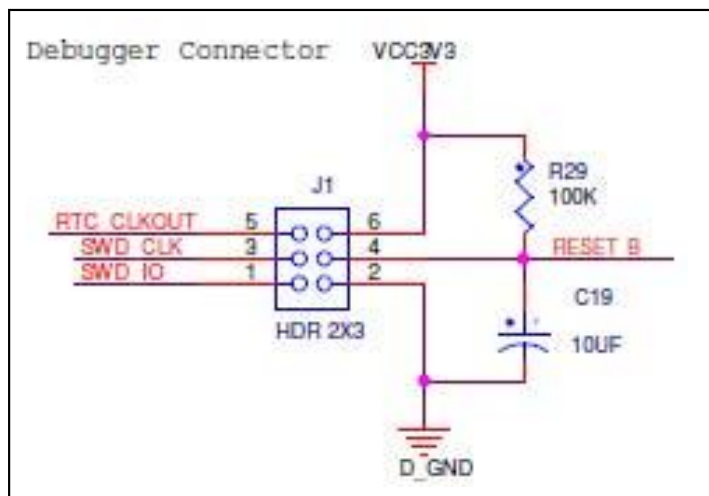 Debugger Connector
VCC3V3
R29
100K
J1
RTC_CLKOUT 5 6
SWD_CLK 3 4 RESET_B
SWD_IO 1 2
C19
HDR 2X3
10UF
D_GND